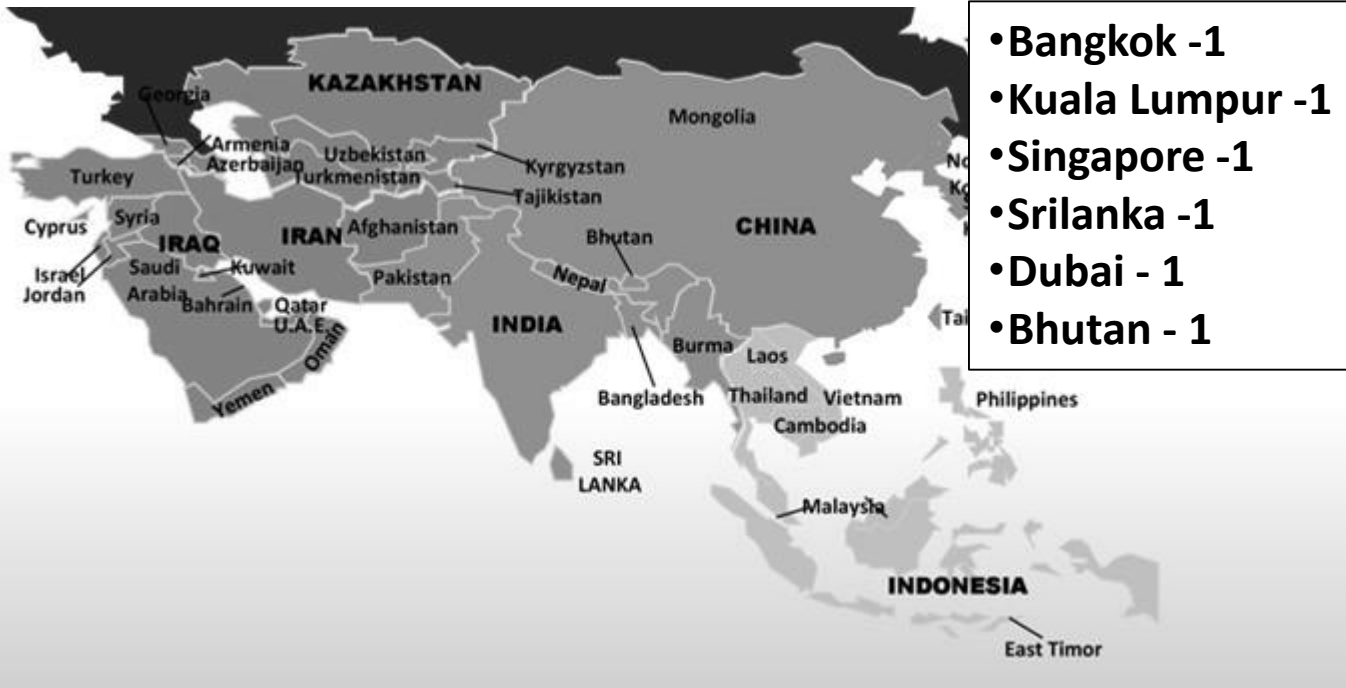 •Bangkok -1
•Kuala Lumpur -1
•Singapore -1
•Srilanka -1
•Dubai - 1
•Bhutan - 1
KAZAKHSTAN
Georgia
Mongolia
Armenia
Azerbaijan
Uzbekistan
Turkmenistan
Kyrgyzstan
Tajikistan
Turkey
Cyprus
Syria
IRAQ
IRAN
Afghanistan
CHINA
Bhutan
Israel
Jordan
Saudi
Arabia
Kuwait
Bahrain
Qatar
U.A.E.
Oman
Yemen
Pakistan
Nepal
INDIA
Burma
Laos
Bangladesh
Thailand
Vietnam
Cambodia
Philippines
SRI
LANKA
Malaysia
INDONESIA
East Timor